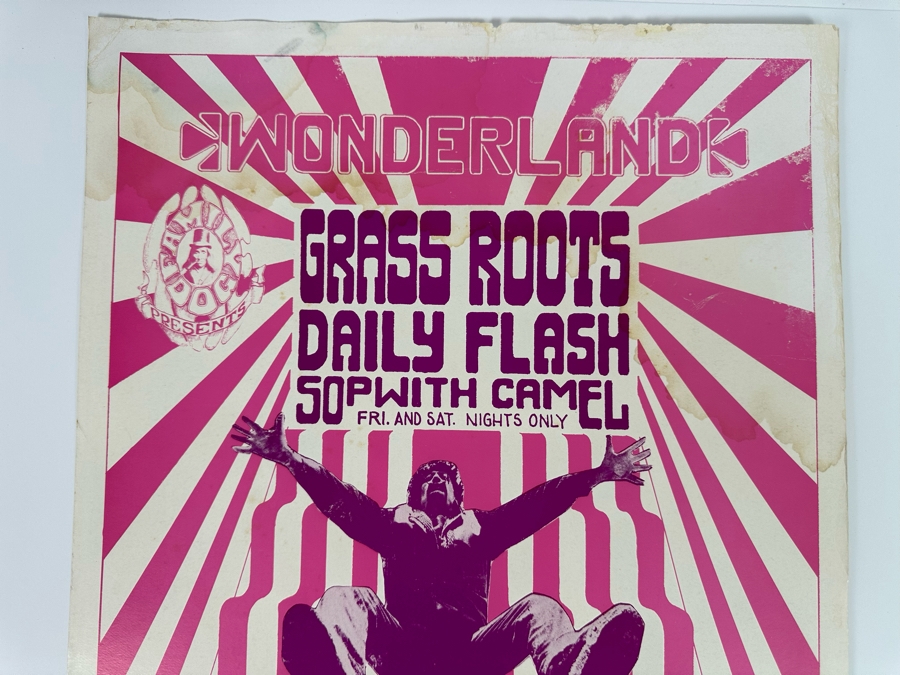 WONDERLAND
FAMILY
DOG
PRESENTS
GRASS ROOTS
DAILY FLASH
SOPWITH CAMEL
FRI. AND SAT. NIGHTS ONLY